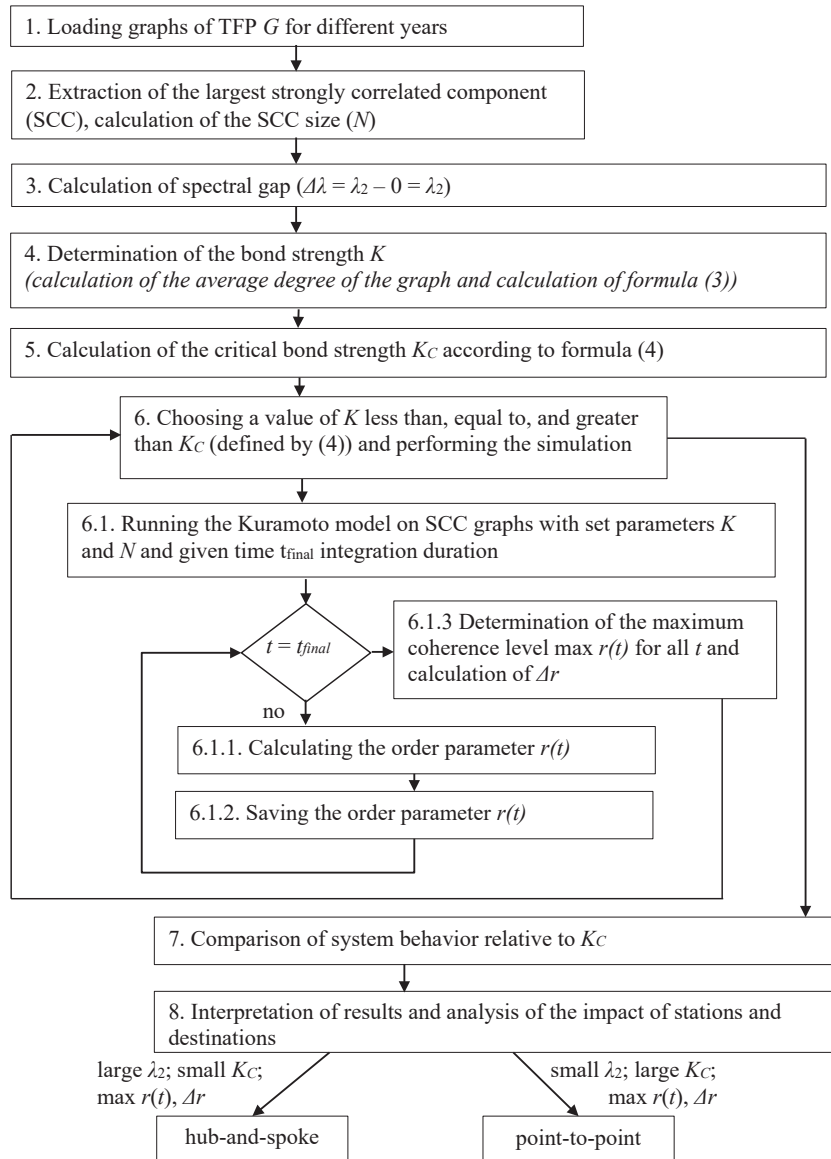 1. Loading graphs of TFP G for different years
2. Extraction of the largest strongly correlated component
(SCC), calculation of the SCC size (N)
3. Calculation of spectral gap (Δλ = λ₂ – 0 = λ₂)
4. Determination of the bond strength K
(calculation of the average degree of the graph and calculation of formula (3))
5. Calculation of the critical bond strength KC according to formula (4)
6. Choosing a value of K less than, equal to, and greater
than KC (defined by (4)) and performing the simulation
6.1. Running the Kuramoto model on SCC graphs with set parameters K
and N and given time tfinal integration duration
t = tfinal
6.1.3 Determination of the maximum
coherence level max r(t) for all t and
calculation of Δr
no
6.1.1. Calculating the order parameter r(t)
6.1.2. Saving the order parameter r(t)
7. Comparison of system behavior relative to KC
8. Interpretation of results and analysis of the impact of stations and
destinations
large λ₂; small KC;
max r(t), Δr
small λ₂; large KC;
max r(t), Δr
hub-and-spoke
point-to-point